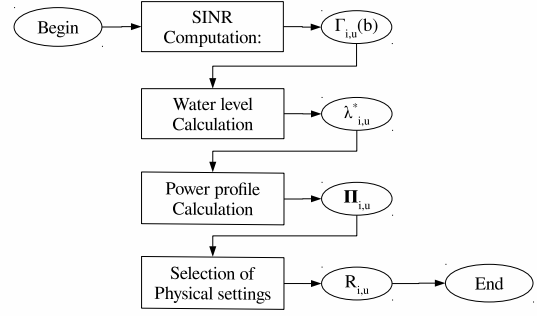 Begin
SINR
Computation:
Γi,u(b)
Water level
Calculation
λ*i,u
Power profile
Calculation
Πi,u
Selection of
Physical settings
Ri,u
End